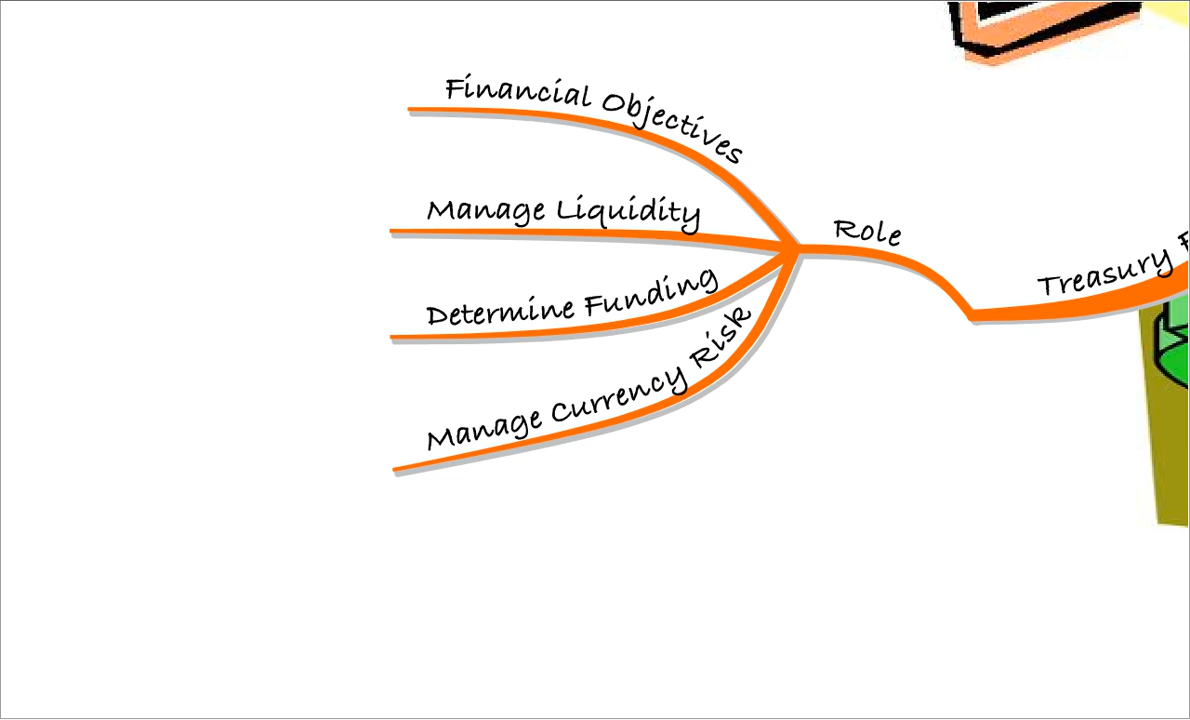 Financial Objectives
Manage Liquidity
Role
Treasury
Determine Funding
Manage Currency Risk